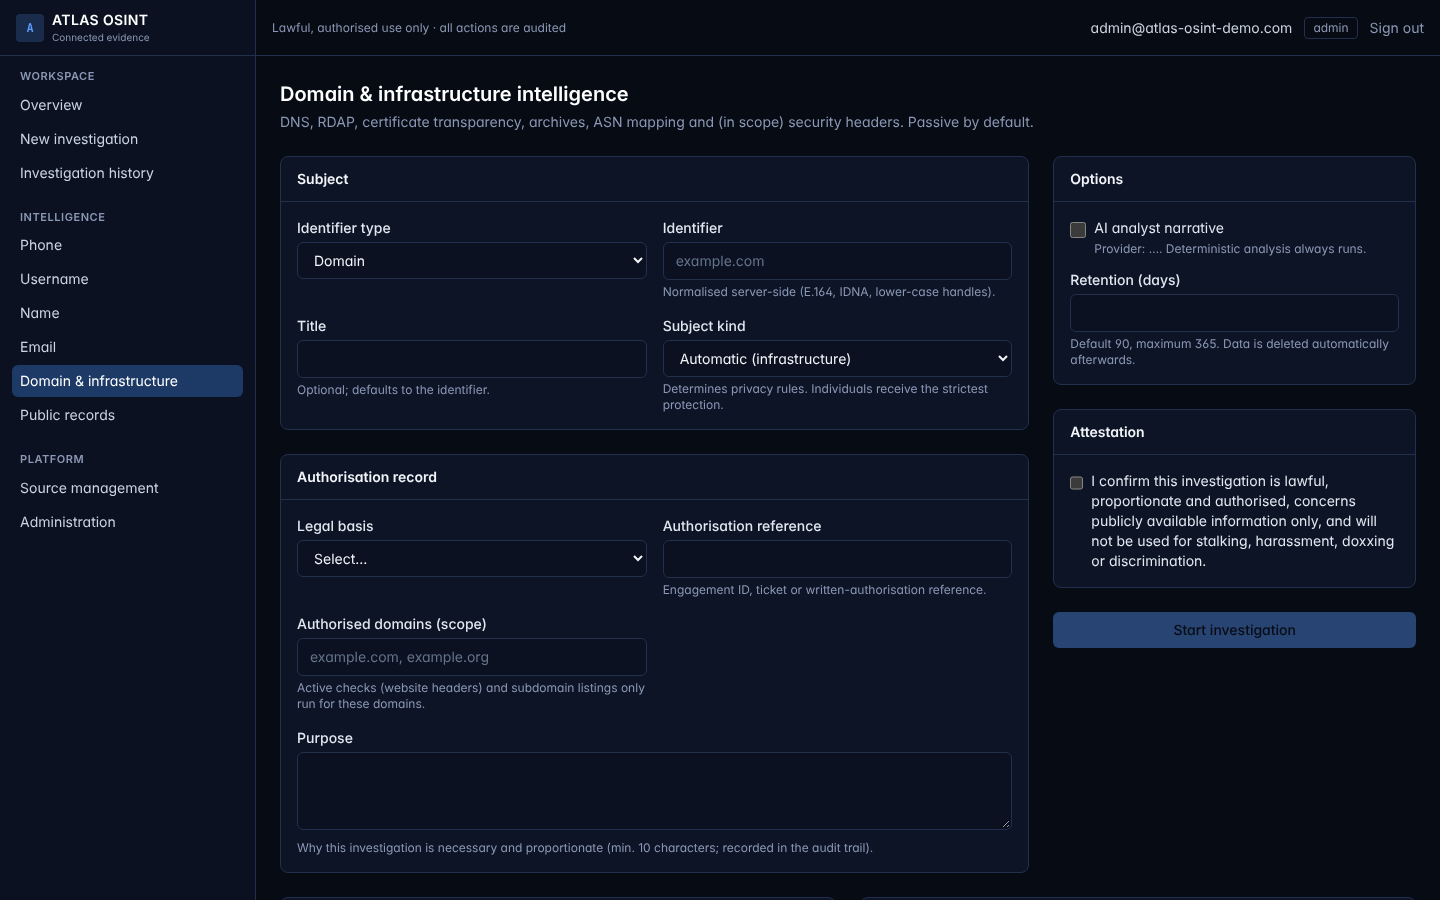 A
ATLAS OSINT
Connected evidence
WORKSPACE
Overview
New investigation
Investigation history
INTELLIGENCE
Phone
Username
Name
Email
Domain & infrastructure
Public records
PLATFORM
Source management
Administration
Lawful, authorised use only · all actions are audited
admin@atlas-osint-demo.com
admin
Sign out
Domain & infrastructure intelligence
DNS, RDAP, certificate transparency, archives, ASN mapping and (in scope) security headers. Passive by default.
Subject
Identifier type
Domain
Identifier
example.com
Normalised server-side (E.164, IDNA, lower-case handles).
Title
Optional; defaults to the identifier.
Subject kind
Automatic (infrastructure)
Determines privacy rules. Individuals receive the strictest
protection.
Authorisation record
Legal basis
Select...
Authorisation reference
Engagement ID, ticket or written-authorisation reference.
Authorised domains (scope)
example.com, example.org
Active checks (website headers) and subdomain listings only
run for these domains.
Purpose
Why this investigation is necessary and proportionate (min. 10 characters; recorded in the audit trail).
Options
AI analyst narrative
Provider: .... Deterministic analysis always runs.
Retention (days)
Default 90, maximum 365. Data is deleted automatically
afterwards.
Attestation
I confirm this investigation is lawful,
proportionate and authorised, concerns
publicly available information only, and will
not be used for stalking, harassment, doxxing
or discrimination.
Start investigation